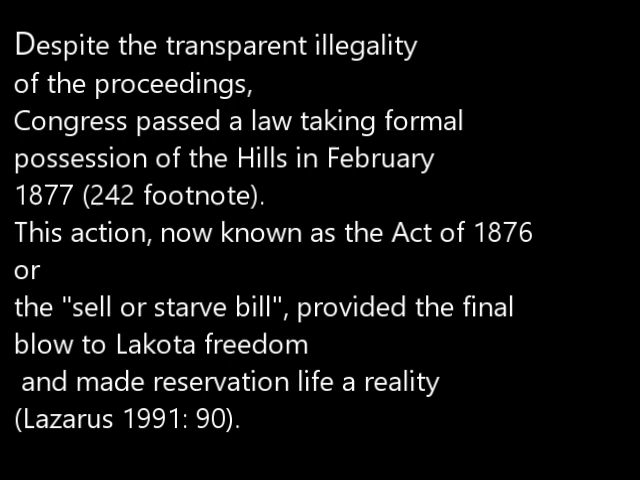 Despite the transparent illegality
of the proceedings,
Congress passed a law taking formal
possession of the Hills in February
1877 (242 footnote).
This action, now known as the Act of 1876
or
the "sell or starve bill", provided the final
blow to Lakota freedom
and made reservation life a reality
(Lazarus 1991: 90).